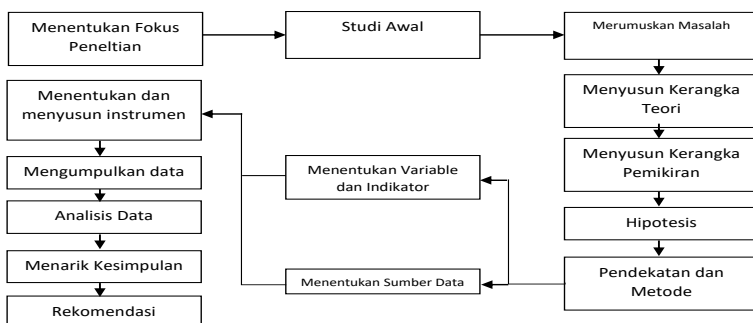 Menentukan Fokus
Peneltian
Studi Awal
Merumuskan Masalah
Menyusun Kerangka
Teori
Menyusun Kerangka
Pemikiran
Hipotesis
Pendekatan dan
Metode
Menentukan Variable
dan Indikator
Menentukan Sumber Data
Menentukan dan
menyusun instrumen
Mengumpulkan data
Analisis Data
Menarik Kesimpulan
Rekomendasi